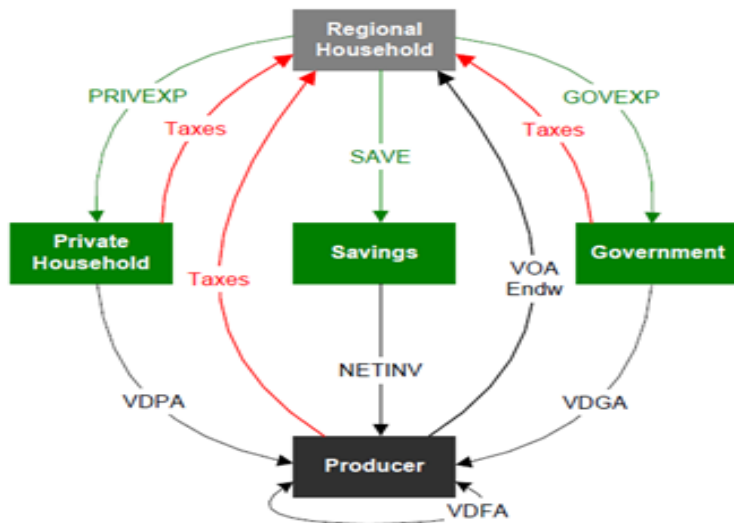 Regional
Household
PRIVEXP
GOVEXP
Taxes
Taxes
SAVE
Private
Household
Savings
Government
Taxes
VOA
Endw
NETINV
VDPA
VDGA
Producer
VDFA